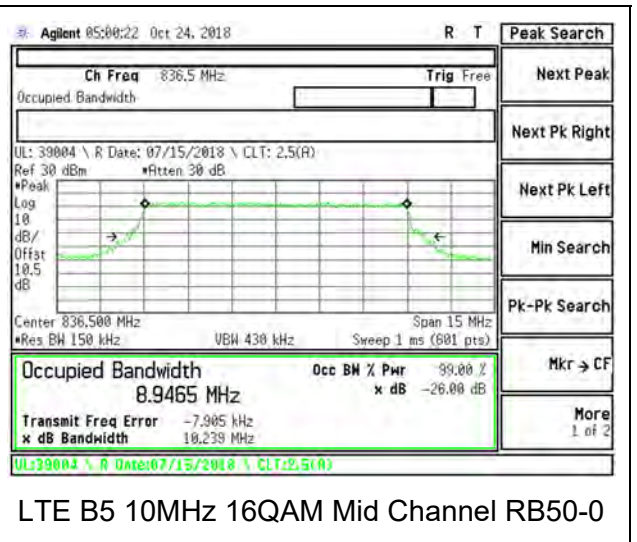 Agilent 05:00:22 Oct 24, 2018 R T
Peak Search
Ch Freq 836.5 MHz Trig Free
Occupied Bandwidth
Next Peak
Next Pk Right
UL: 39004 \ R Date: 07/15/2018 \ CLT: 2.5(A)
Ref 30 dBm *Atten 30 dB
*Peak
Log
10
dB/
Offst
10.5
dB
Next Pk Left
Min Search
Pk-Pk Search
Center 836.500 MHz Span 15 MHz
*Res BW 150 kHz VBW 430 kHz Sweep 1 ms (601 pts)
Occupied Bandwidth Occ BW % Pwr 99.00 %
8.9465 MHz x dB -26.00 dB
Mkr → CF
Transmit Freq Error -7.905 kHz
x dB Bandwidth 10.239 MHz
More
1 of 2
UL:39004 \ R Date:07/15/2018 \ CLT:2.5(A)
LTE B5 10MHz 16QAM Mid Channel RB50-0